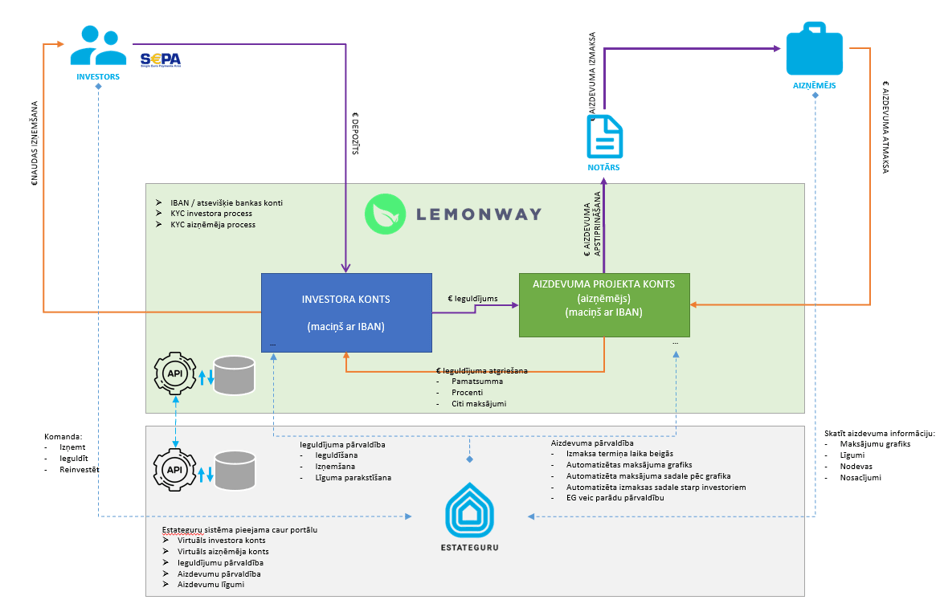 INVESTORS
S€PA
€NAUDAS IZŅEMŠANA
€ DEPOZĪTS
€ AIZDEVUMA IZMAKSA
AIZŅĒMĒJS
€ AIZDEVUMA ATMAKSA
NOTĀRS
€ AIZDEVUMA
APSTIPRINĀŠANA
➢ IBAN / atsevišķie bankas konti
➢ KYC investora process
➢ KYC aizņēmēja process
LEMONWAY
INVESTORA KONTS
(maciņš ar IBAN)
...
€ Ieguldījums
AIZDEVUMA PROJEKTA KONTS
(aizņēmējs)
(maciņš ar IBAN)
...
API
€ Ieguldījuma atgriešana
- Pamatsumma
- Procenti
- Citi maksājumi
Komanda:
- Izņemt
- Ieguldīt
- Reinvestēt
API
Ieguldījuma pārvaldība
- Ieguldīšana
- Izņemšana
- Līguma parakstīšana
Aizdevuma pārvaldība
- Izmaksa termiņa laika beigās
- Automatizētas maksājuma grafiks
- Automatizēta maksājuma sadale pēc grafika
- Automatizēta izmaksas sadale starp investoriem
- EG veic parādu pārvaldību
Skatīt aizdevuma informāciju:
- Maksājumu grafiks
- Līgumi
- Nodevas
- Nosacījumi
ESTATEGURU
Estateguru sistēma pieejama caur portālu
➢ Virtuāls investora konts
➢ Virtuāls aizņēmēja konts
➢ Ieguldījumu pārvaldība
➢ Aizdevumu pārvaldība
➢ Aizdevumu līgumi